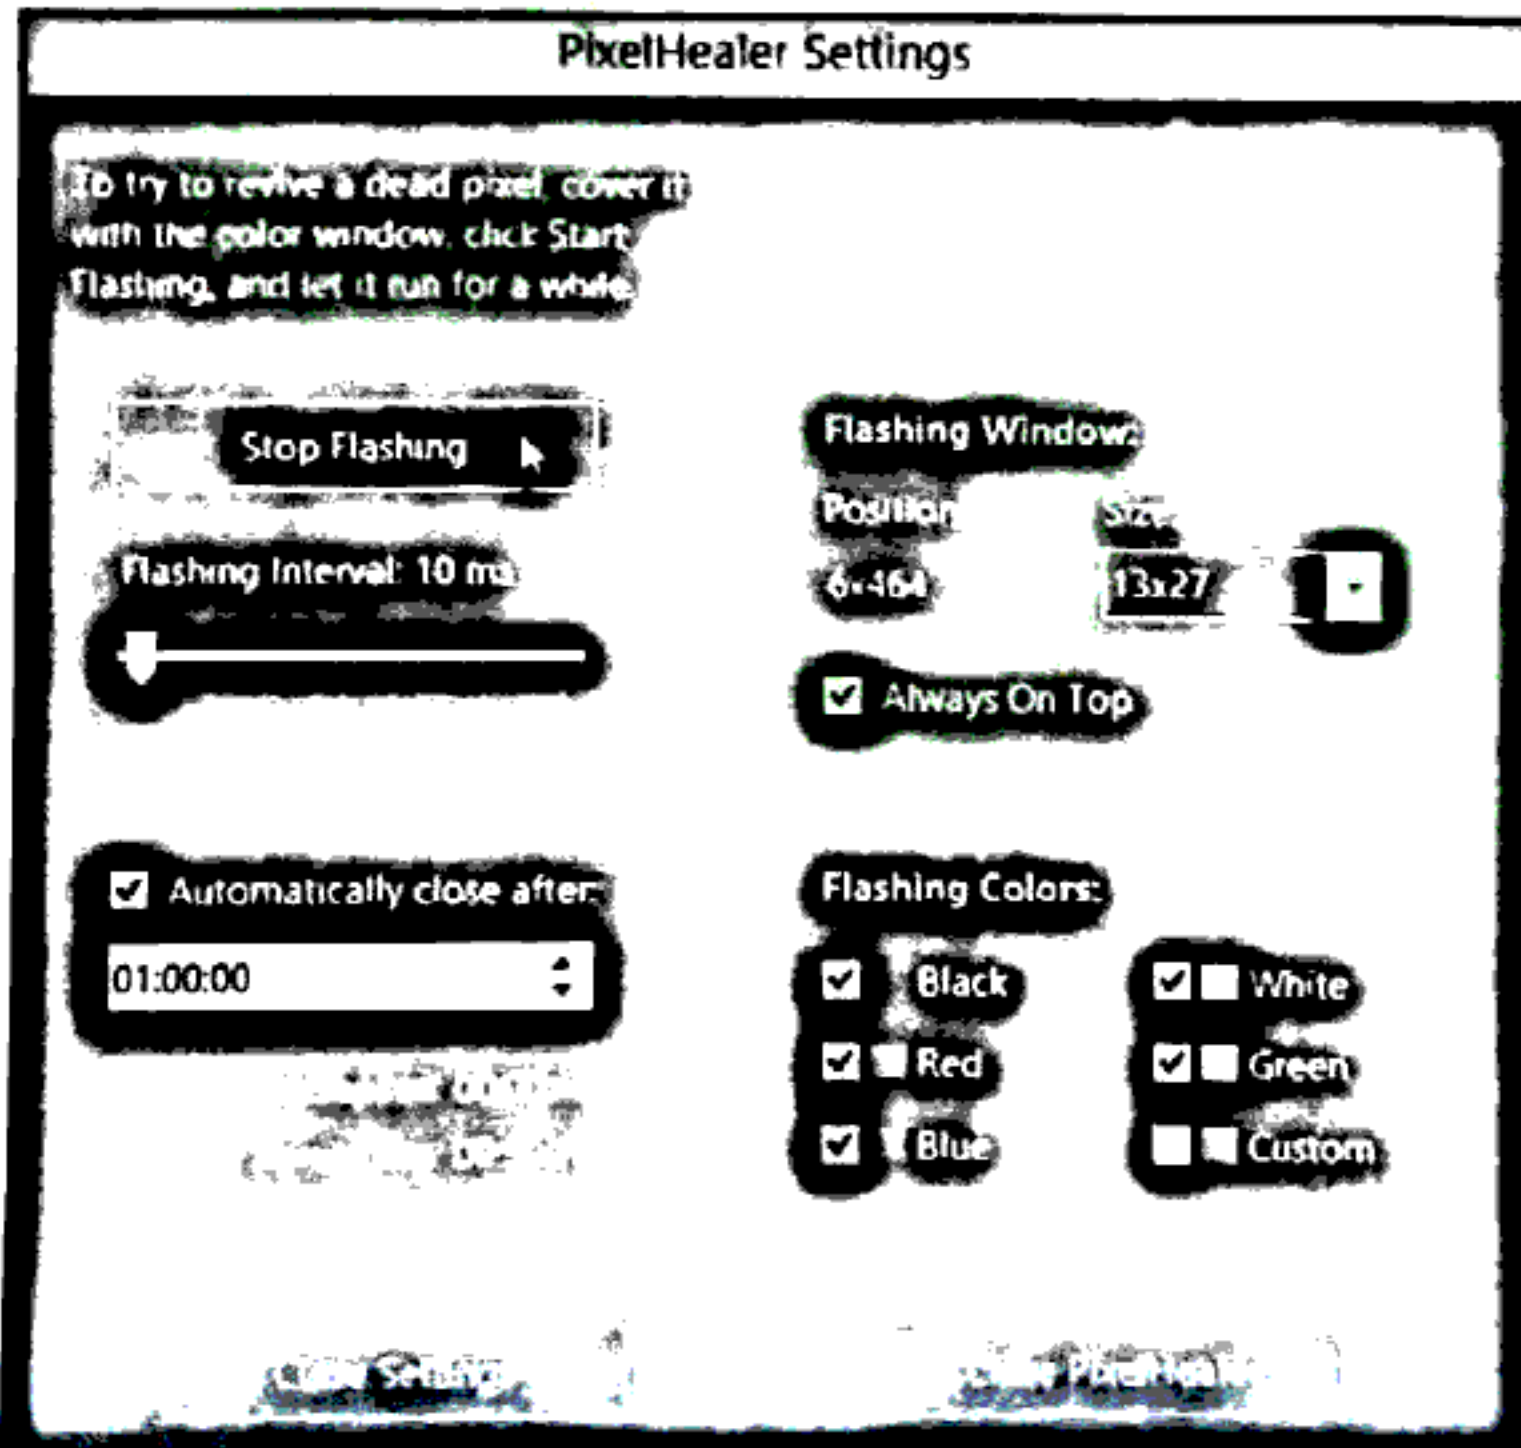 PixelHealer Settings
To try to revive a dead pixel, cover it
with the color window, click Start
Flashing, and let it run for a while.
Stop Flashing
Flashing Interval: 10 ms
Automatically close after:
01:00:00
Flashing Window:
Position
Size
6x464
13x27
Always On Top
Flashing Colors:
Black
White
Red
Green
Blue
Custom